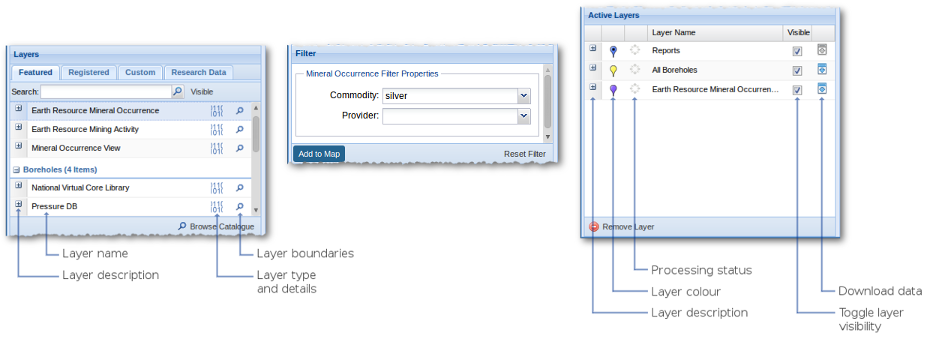 Layers
Featured
Registered
Custom
Research Data
Search:
Visible
Earth Resource Mineral Occurrence
Earth Resource Mining Activity
Mineral Occurrence View
Boreholes (4 Items)
National Virtual Core Library
Pressure DB
Browse Catalogue
Layer name
Layer description
Layer boundaries
Layer type
and details
Filter
Mineral Occurrence Filter Properties
Commodity: silver
Provider:
Add to Map
Reset Filter
Active Layers
Layer Name
Visible
Reports
All Boreholes
Earth Resource Mineral Occurren...
Remove Layer
Processing status
Layer colour
Layer description
Download data
Toggle layer
visibility